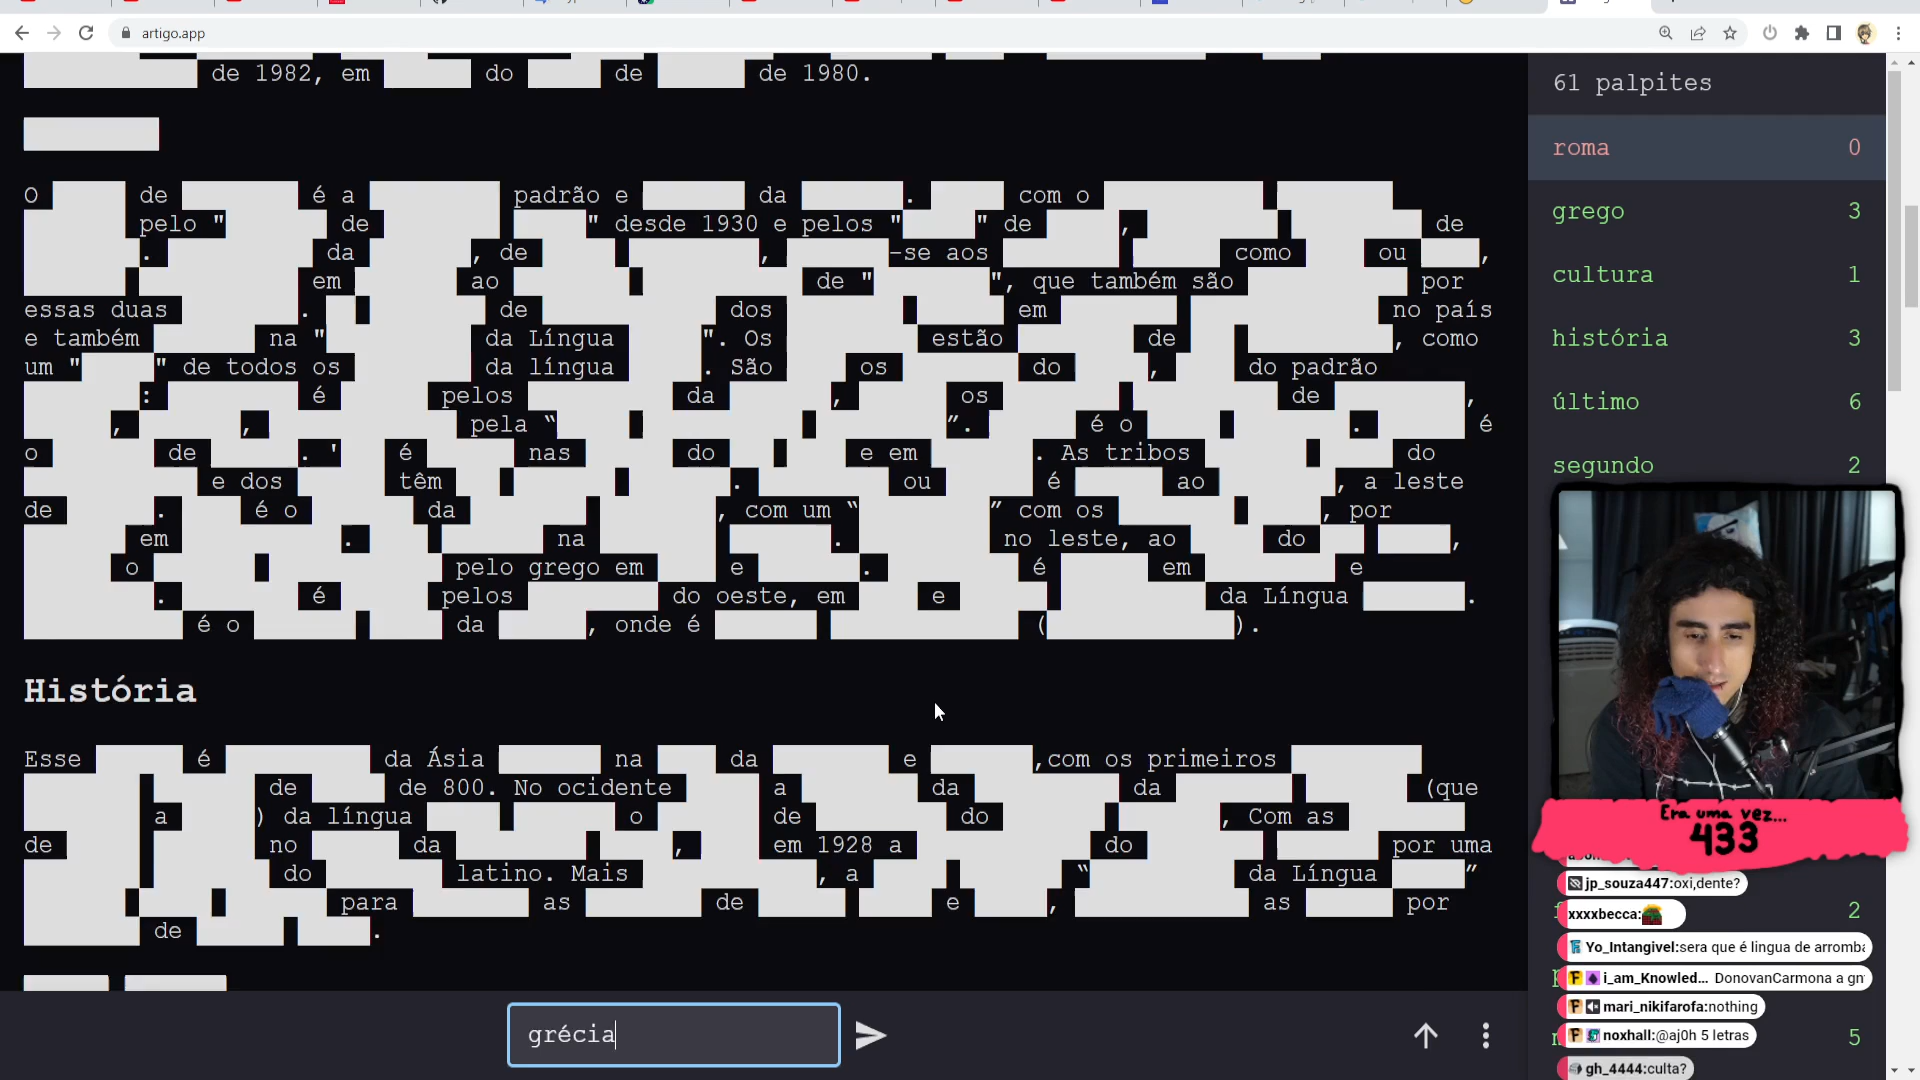 artigo.app
de 1982, em do de de 1980.
O de é a padrão e da . com o
pelo " de " desde 1930 e pelos " " de , de
. da , de , -se aos como ou ,
em ao de " ", que também são por
essas duas . de dos em no país
e também na " da Língua ". Os estão de , como
um " " de todos os da língua . São os do , do padrão
: é pelos da , os de ,
, , pela “ ”. é o . é
o de . ' é nas do e em . As tribos do
e dos têm . ou é ao , a leste
de . é o da , com um “ ” com os , por
em . na . no leste, ao do ,
o pelo grego em e . é em e
. é pelos do oeste, em e da Língua .
é o da , onde é ( ).
História
Esse é da Ásia na da e ,com os primeiros
de de 800. No ocidente a da da (que
a ) da língua o de do , Com as
de no da , em 1928 a do por uma
do latino. Mais , a “ da Língua ”
para as de e , as por
de .
grécia
61 palpites
roma 0
grego 3
cultura 1
história 3
último 6
segundo 2
Era uma vez...
433
jp_souza447:oxi,dente?
xxxxbecca: 2
Yo_Intangivel:sera que é lingua de arromba
i_am_Knowled... DonovanCarmona a gn
mari_nikifarofa:nothing
noxhall:@aj0h 5 letras 5
gh_4444:culta?